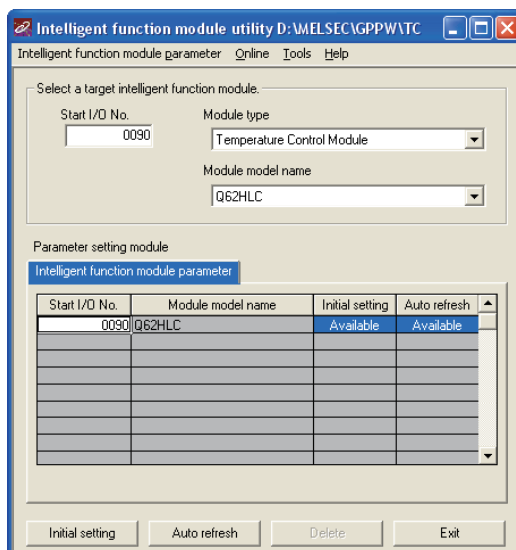 Intelligent function module utility D:\MELSEC\GPPW\TC
Intelligent function module parameter Online Tools Help
Select a target intelligent function module.
Start I/O No. Module type
0090 Temperature Control Module
Module model name
Q62HLC
Parameter setting module
Intelligent function module parameter
Start I/O No. Module model name Initial setting Auto refresh
0090 Q62HLC Available Available
Initial setting Auto refresh Delete Exit